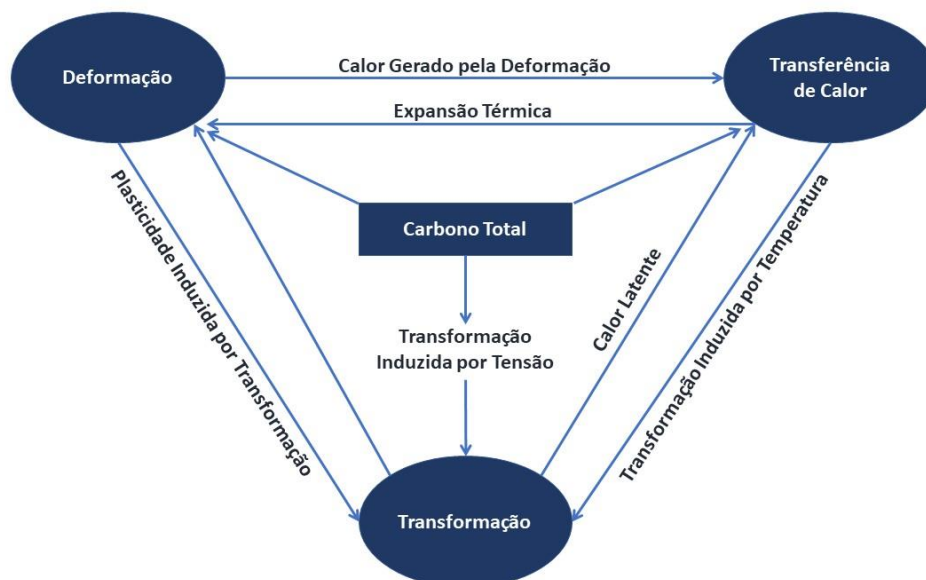 Deformação
Calor Gerado pela Deformação
Transferência
de Calor
Expansão Térmica
Carbono Total
Plasticidade Induzida por Transformação
Transformação
Induzida por Tensão
Calor Latente
Transformação Induzida por Temperatura
Transformação